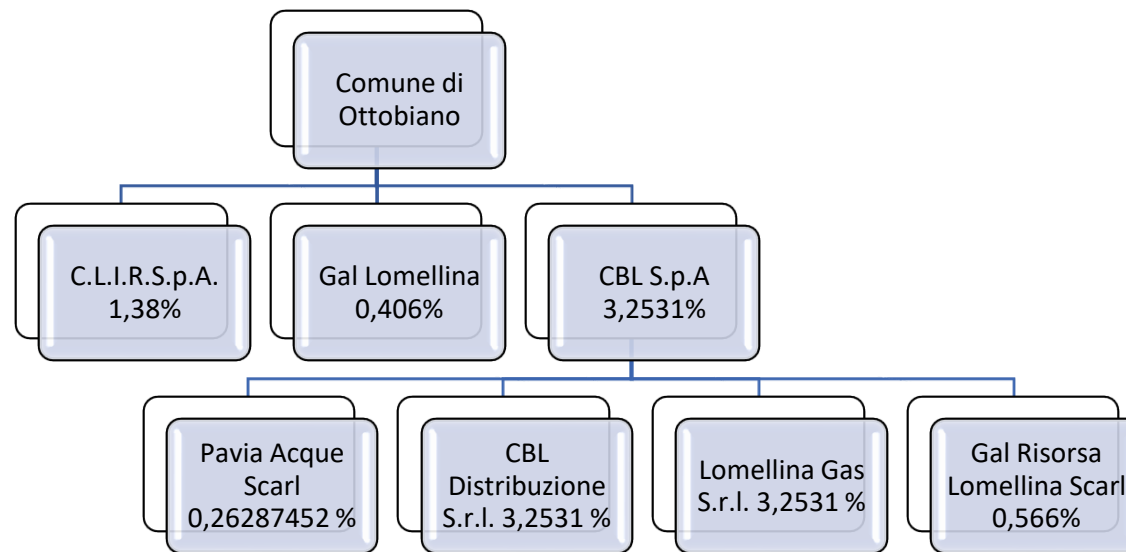 Comune di
Ottobiano
C.L.I.R.S.p.A.
1,38%
Gal Lomellina
0,406%
CBL S.p.A
3,2531%
Pavia Acque
Scarl
0,26287452 %
CBL
Distribuzione
S.r.l. 3,2531 %
Lomellina Gas
S.r.l. 3,2531 %
Gal Risorsa
Lomellina Scarl
0,566%